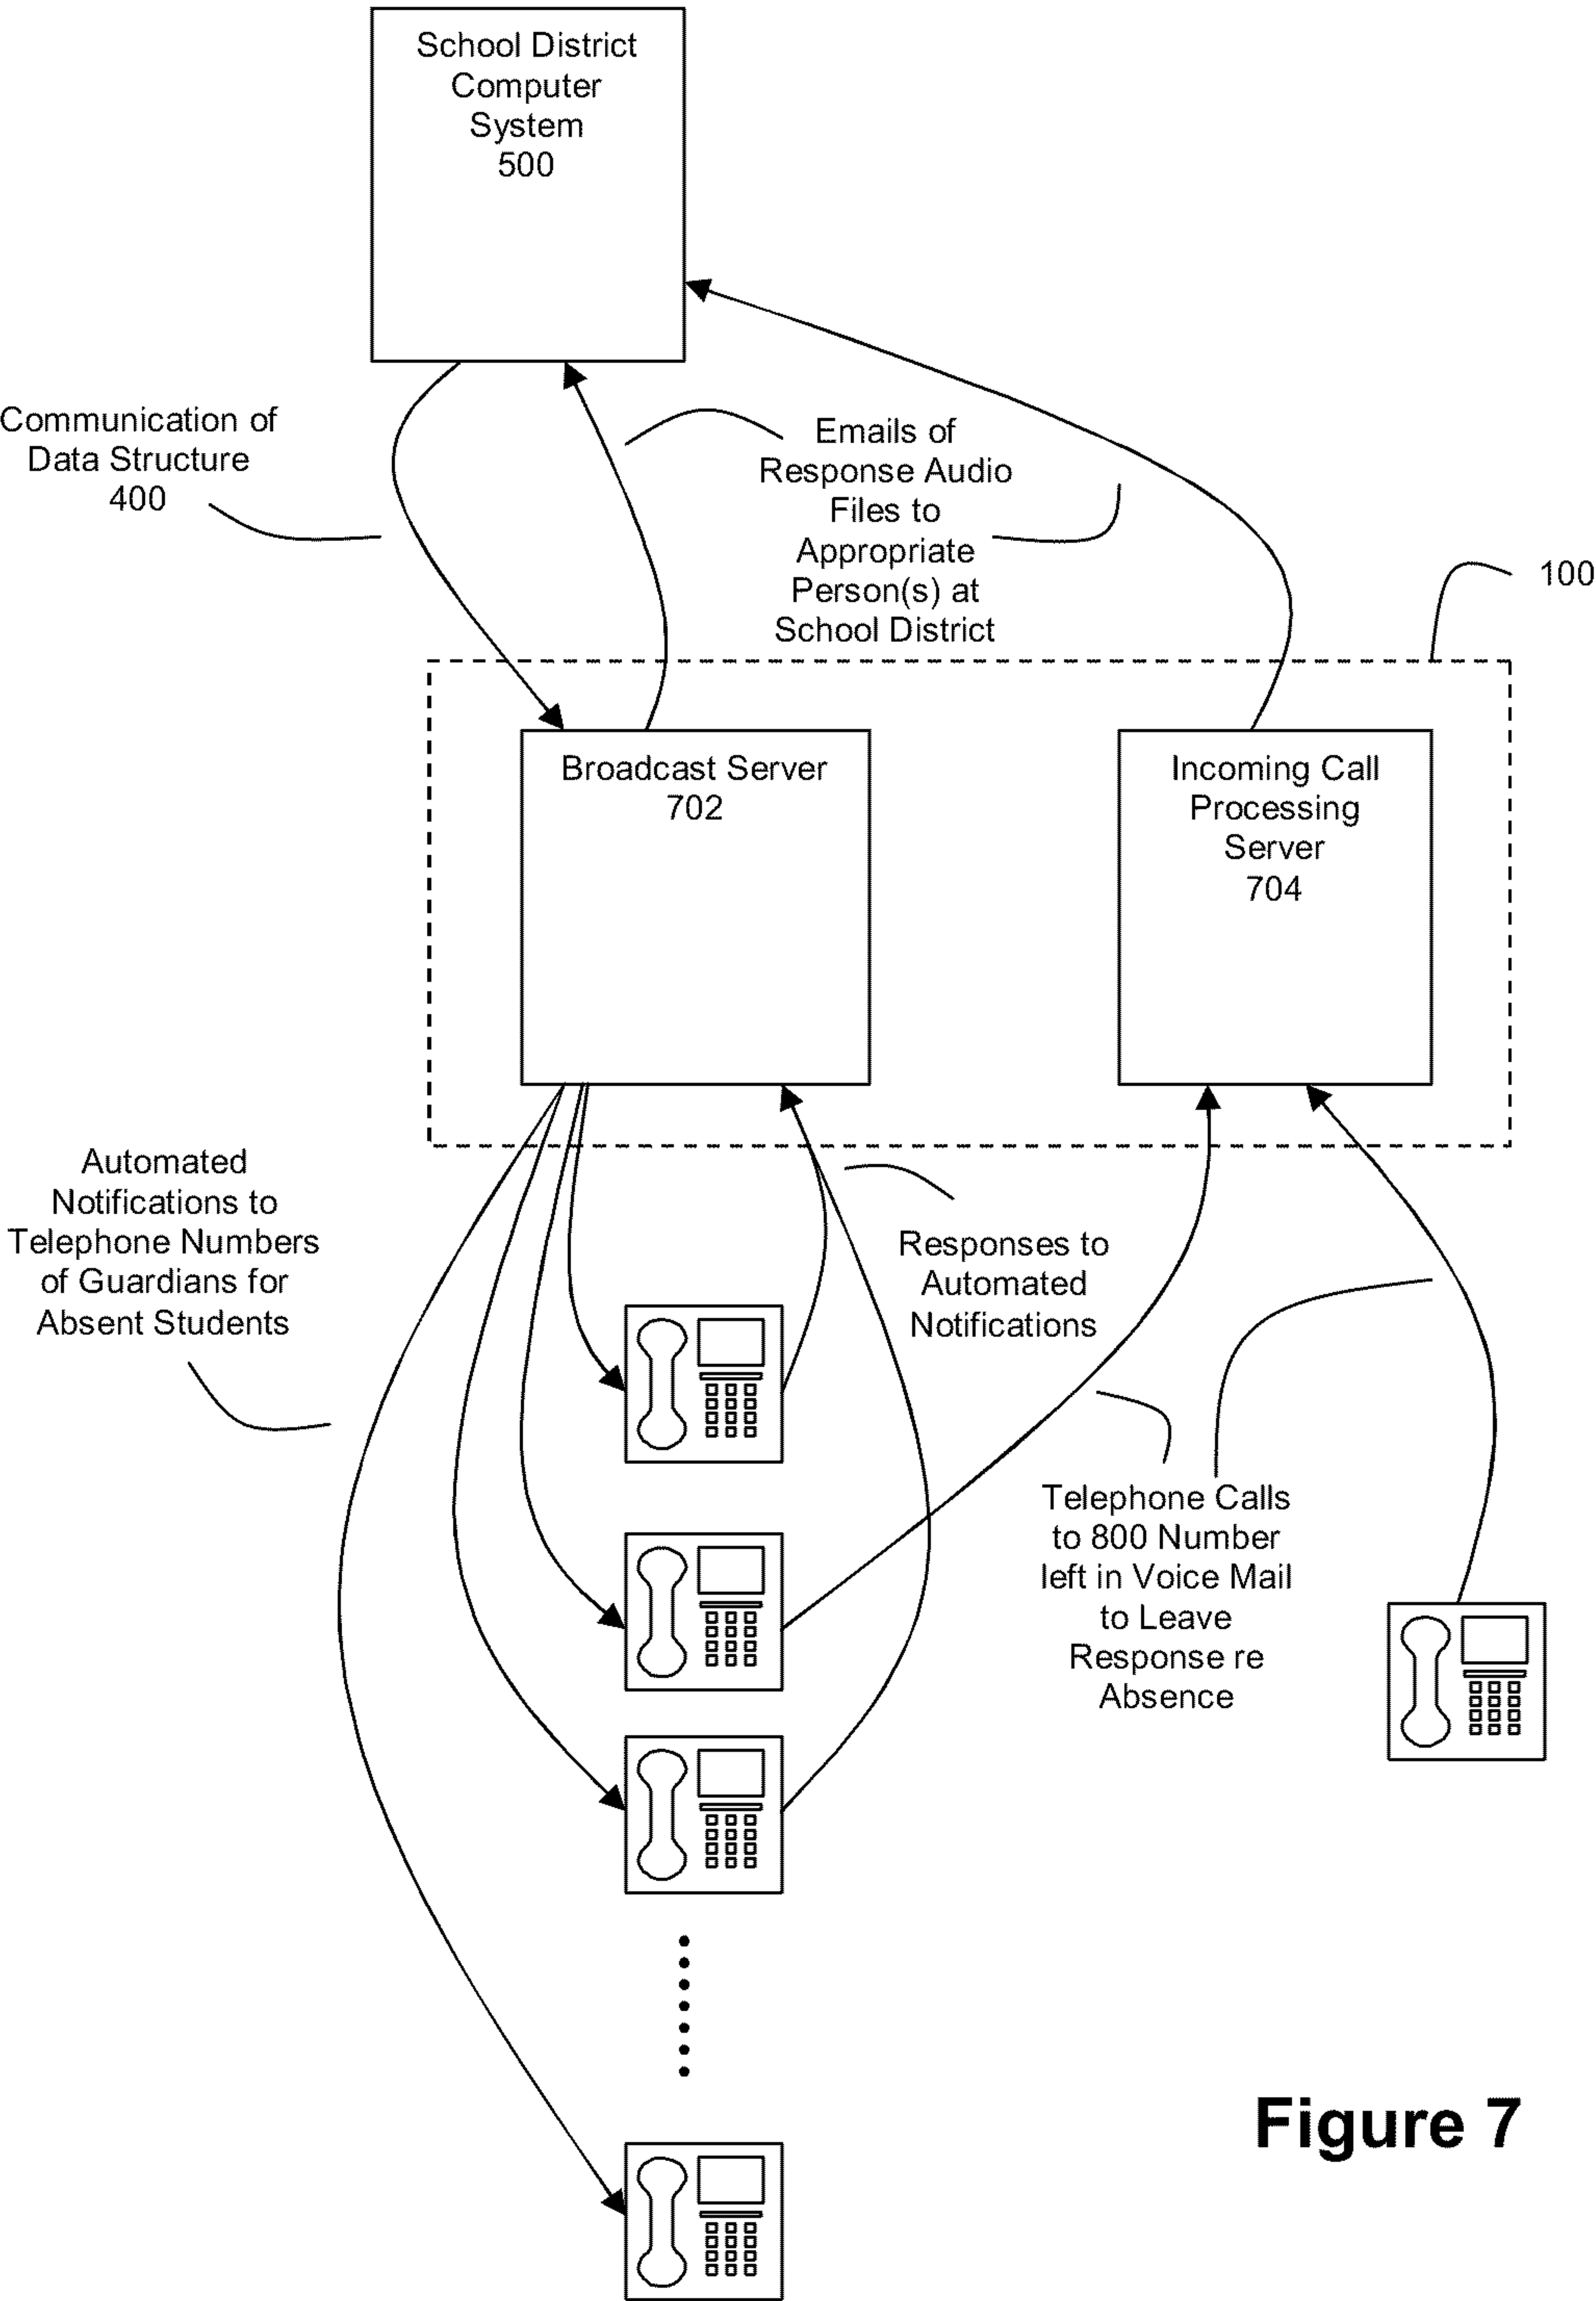 School District
Computer
System
500
Communication of
Data Structure
400
Emails of
Response Audio
Files to
Appropriate
Person(s) at
School District
100
Broadcast Server
702
Incoming Call
Processing
Server
704
Automated
Notifications to
Telephone Numbers
of Guardians for
Absent Students
Responses to
Automated
Notifications
Telephone Calls
to 800 Number
left in Voice Mail
to Leave
Response re
Absence
Figure 7